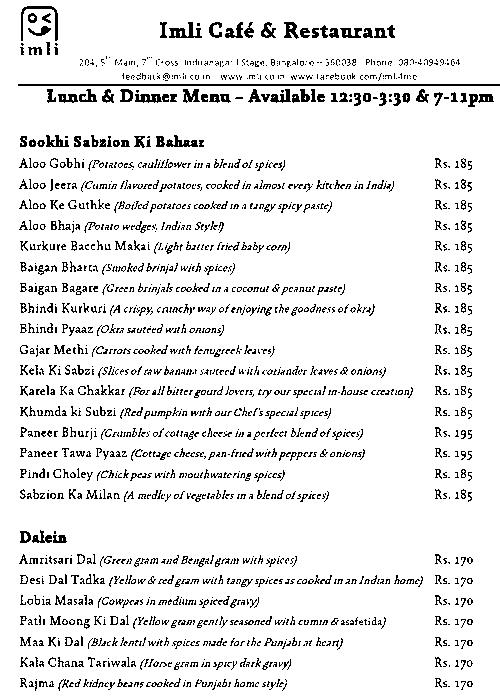 imli
Imli Café & Restaurant
204, 5th Main, 7th Cross, Indiranagar I Stage, Bangalore – 560038 Phone: 080-40949464
feedback@imli.co.in www.imli.co.in www.facebook.com/imli.4me
Lunch & Dinner Menu – Available 12:30-3:30 & 7-11pm
Sookhi Sabzion Ki Bahaar
Aloo Gobhi (Potatoes, cauliflower in a blend of spices) Rs. 185
Aloo Jeera (Cumin flavored potatoes, cooked in almost every kitchen in India) Rs. 185
Aloo Ke Guthke (Boiled potatoes cooked in a tangy spicy paste) Rs. 185
Aloo Bhaja (Potato wedges, Indian Style!) Rs. 185
Kurkure Bacchu Makai (Light batter fried baby corn) Rs. 185
Baigan Bharta (Smoked brinjal with spices) Rs. 185
Baigan Bagare (Green brinjals cooked in a coconut & peanut paste) Rs. 185
Bhindi Kurkuri (A crispy, crunchy way of enjoying the goodness of okra) Rs. 185
Bhindi Pyaaz (Okra sautéed with onions) Rs. 185
Gajar Methi (Carrots cooked with fenugreek leaves) Rs. 185
Kela Ki Sabzi (Slices of raw banana sauteed with coriander leaves & onions) Rs. 185
Karela Ka Chakkar (For all bitter gourd lovers, try our special in-house creation) Rs. 185
Khumda ki Subzi (Red pumpkin with our Chef's special spices) Rs. 185
Paneer Bhurji (Crumbles of cottage cheese in a perfect blend of spices) Rs. 195
Paneer Tawa Pyaaz (Cottage cheese, pan-fried with peppers & onions) Rs. 195
Pindi Choley (Chick peas with mouthwatering spices) Rs. 185
Sabzion Ka Milan (A medley of vegetables in a blend of spices) Rs. 185
Dalein
Amritsari Dal (Green gram and Bengal gram with spices) Rs. 170
Desi Dal Tadka (Yellow & red gram with tangy spices as cooked in an Indian home) Rs. 170
Lobia Masala (Cowpeas in medium spiced gravy) Rs. 170
Patli Moong Ki Dal (Yellow gram gently seasoned with cumin & asafetida) Rs. 170
Maa Ki Dal (Black lentil with spices made for the Punjabi at heart) Rs. 170
Kala Chana Tariwala (Horse gram in spicy dark gravy) Rs. 170
Rajma (Red kidney beans cooked in Punjabi home style) Rs. 170